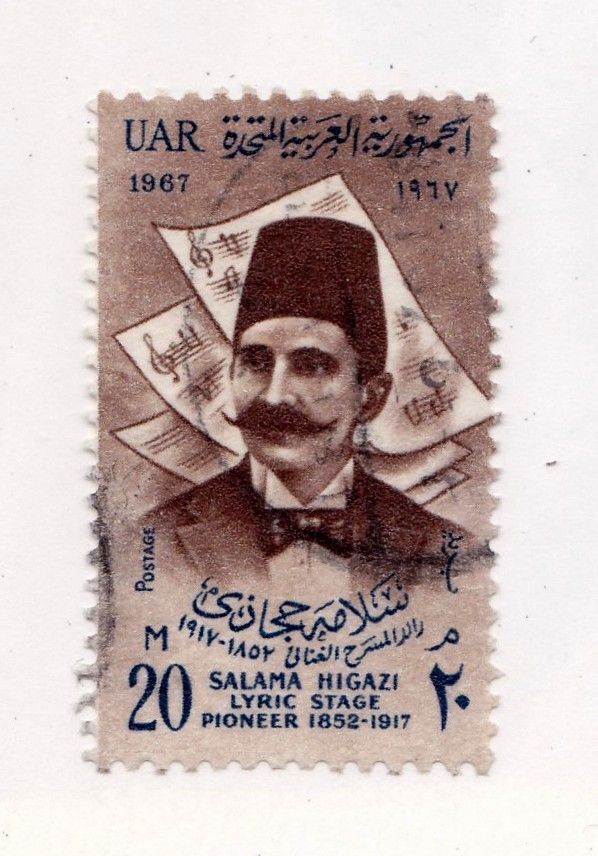 UAR الجمهورية العربية المتحدة
1967 ١٩٦٧
POSTAGE بريد
سلامه حجازى
رائد المسرح الغنائى
١٨٥٢-١٩١٧
M م
20 ٢٠
SALAMA HIGAZI
LYRIC STAGE
PIONEER 1852-1917